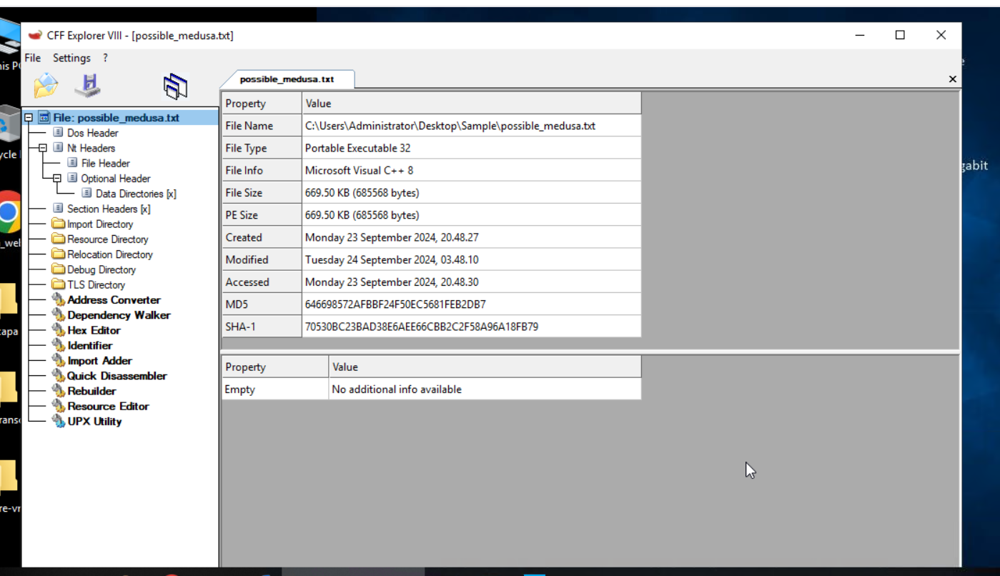 CFF Explorer VIII - [possible_medusa.txt]
his P
File Settings ?
possible_medusa.txt
Property Value
File: possible_medusa.txt
File Name C:\Users\Administrator\Desktop\Sample\possible_medusa.txt
Dos Header
Nt Headers
File Type Portable Executable 32
ycle
File Header
gabit
File Info Microsoft Visual C++ 8
Optional Header
Data Directories [x]
File Size 669.50 KB (685568 bytes)
Section Headers [x]
PE Size 669.50 KB (685568 bytes)
Import Directory
Resource Directory
Created Monday 23 September 2024, 20.48.27
_wel
Relocation Directory
Modified Tuesday 24 September 2024, 03.48.10
Debug Directory
TLS Directory
Accessed Monday 23 September 2024, 20.48.30
Address Converter
MD5 646698572AFBBF24F50EC5681FEB2DB7
Dependency Walker
capa
Hex Editor
SHA-1 70530BC23BAD38E6AEE66CBB2C2F58A96A18FB79
Identifier
Import Adder
Property Value
Quick Disassembler
Rebuilder
Empty No additional info available
Resource Editor
UPX Utility
re-vr